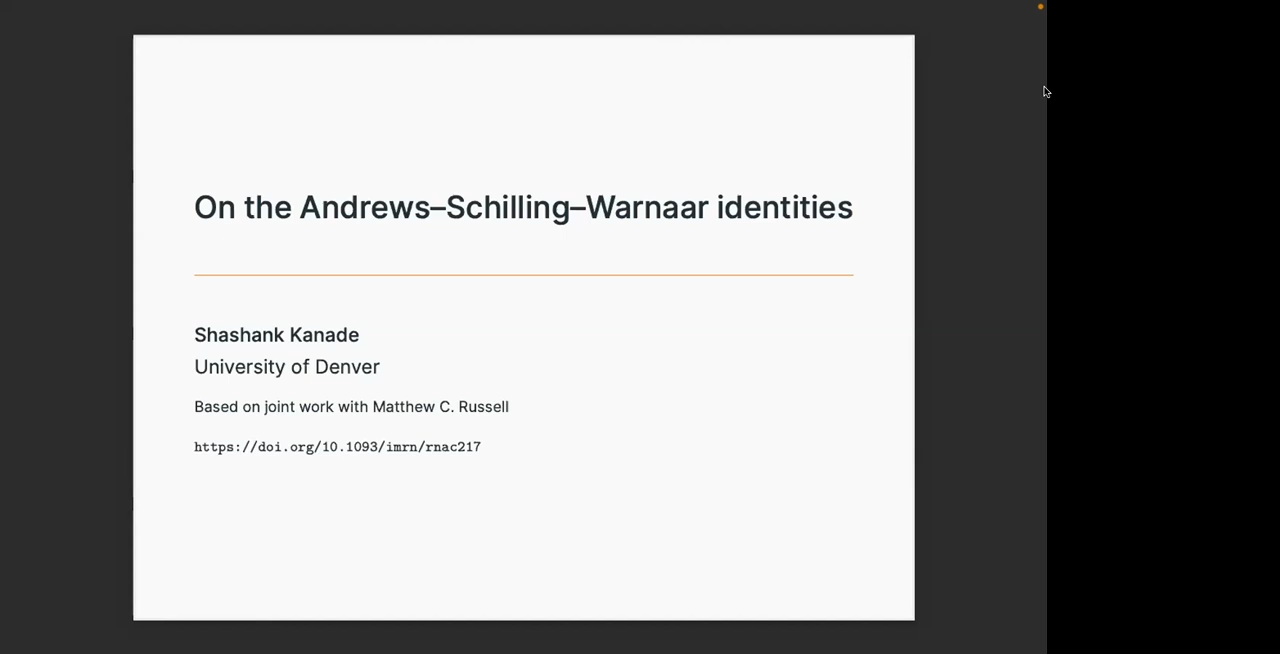 On the Andrews–Schilling–Warnaar identities
Shashank Kanade
University of Denver
Based on joint work with Matthew C. Russell
https://doi.org/10.1093/imrn/rnac217